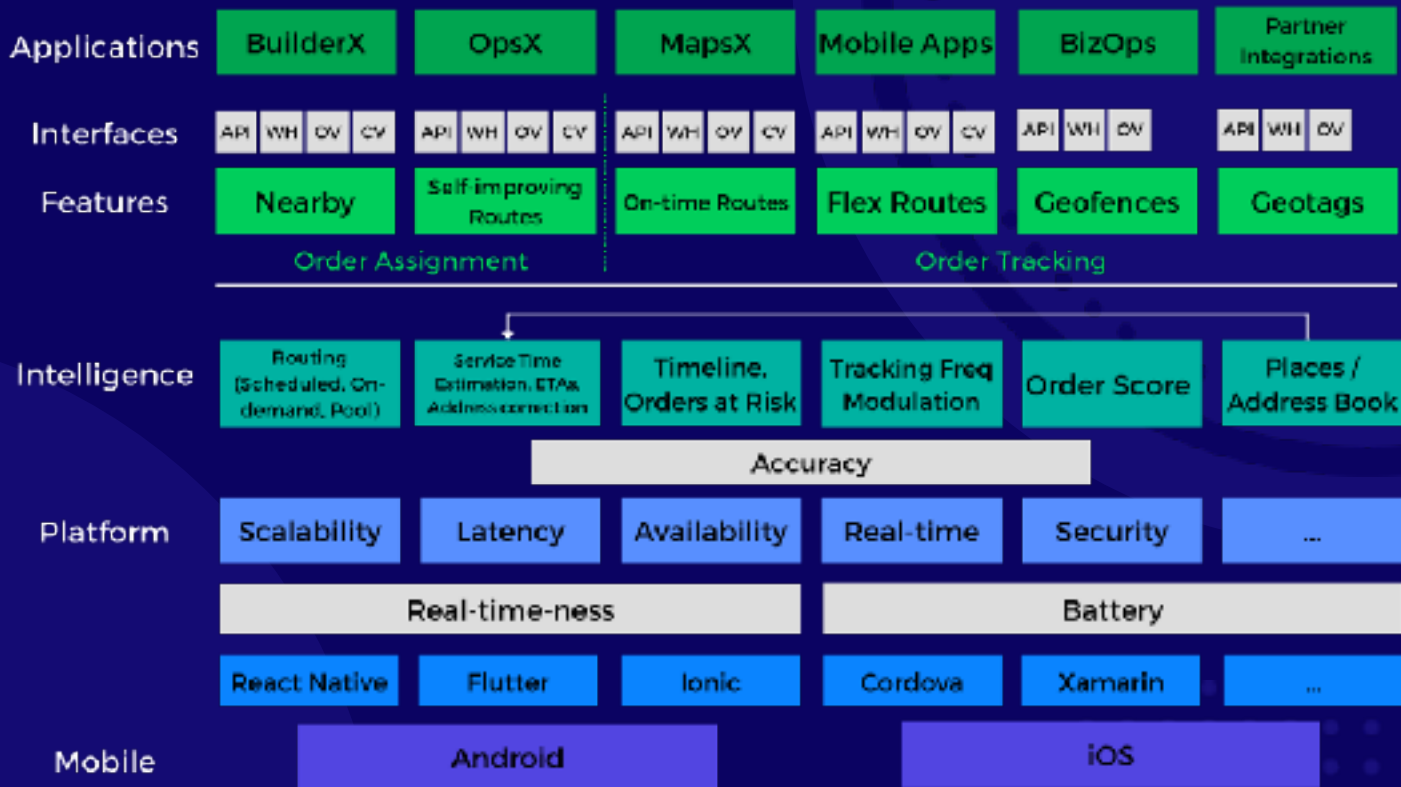 Applications
BuilderX
OpsX
MapsX
Mobile Apps
BizOps
Partner
Integrations
Interfaces
API WH OV CV
API WH OV CV
API WH OV CV
API WH OV CV
API WH OV
API WH OV
Features
Nearby
Self-improving
Routes
On-time Routes
Flex Routes
Geofences
Geotags
Order Assignment
Order Tracking
Intelligence
Routing
(Scheduled, On-
demand, Pool)
Service Time
Estimation, ETAs,
Address correction
Timeline,
Orders at Risk
Tracking Freq
Modulation
Order Score
Places /
Address Book
Accuracy
Platform
Scalability
Latency
Availability
Real-time
Security
...
Real-time-ness
Battery
React Native
Flutter
Ionic
Cordova
Xamarin
...
Mobile
Android
iOS